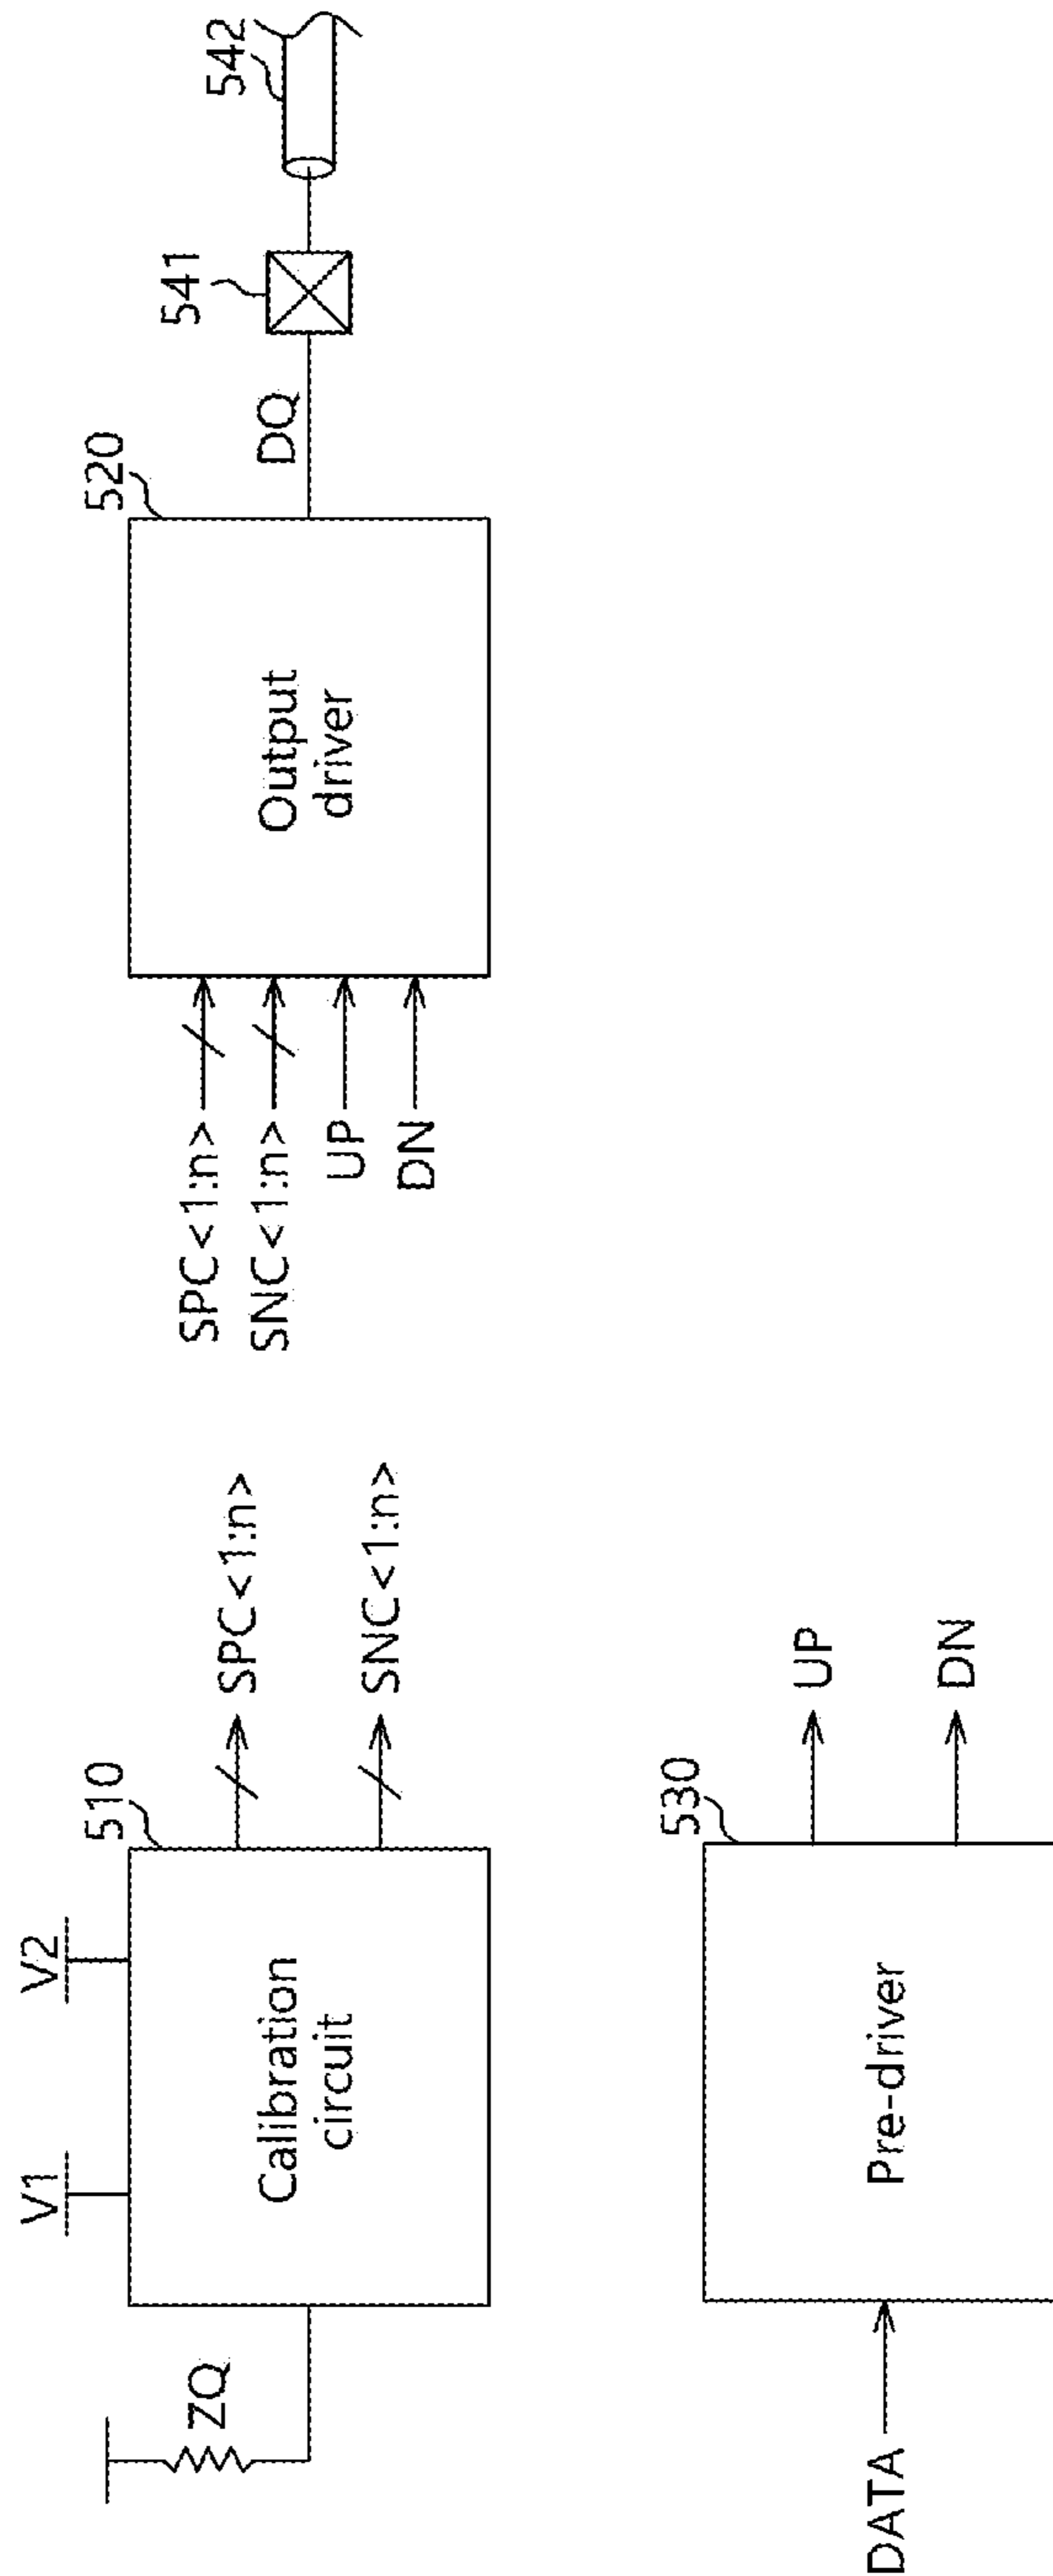 V1
V2
510
ZQ
Calibration
circuit
SPC<1:n>
SNC<1:n>
520
SPC<1:n>
SNC<1:n>
UP
DN
Output
driver
DQ
541
542
530
DATA
Pre-driver
UP
DN